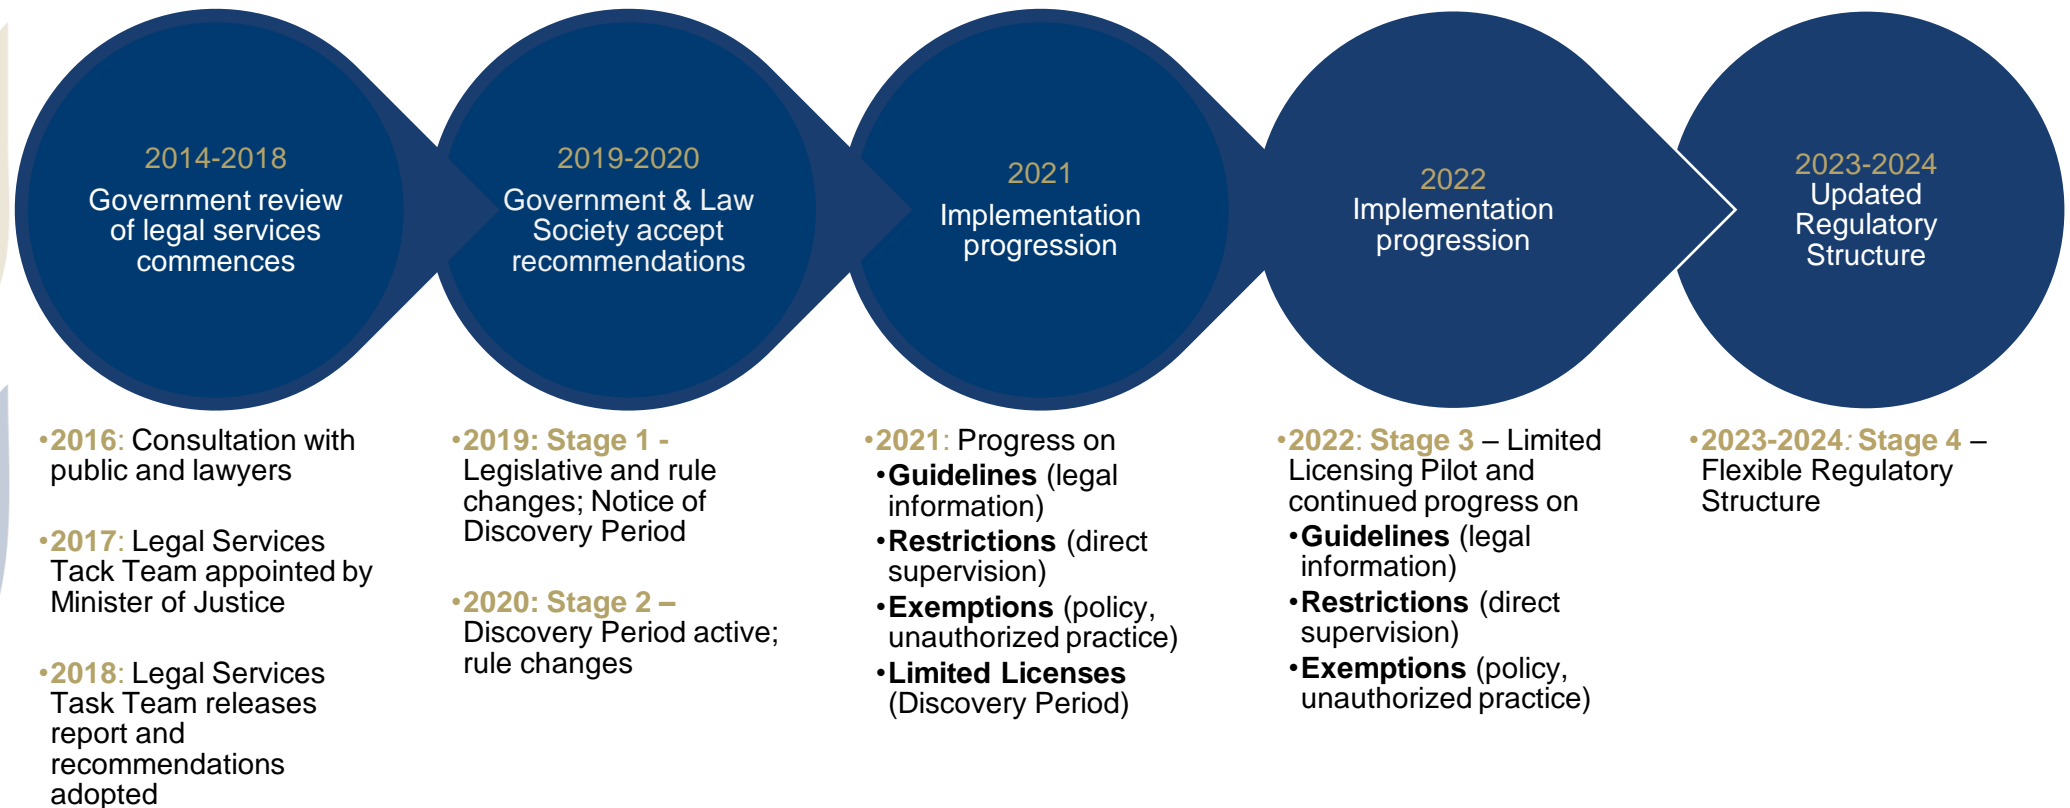 2014-2018
Government review
of legal services
commences
2019-2020
Government & Law
Society accept
recommendations
2021
Implementation
progression
2022
Implementation
progression
2023-2024
Updated
Regulatory
Structure
•2016: Consultation with
public and lawyers
•2017: Legal Services
Tack Team appointed by
Minister of Justice
•2018: Legal Services
Task Team releases
report and
recommendations
adopted
•2019: Stage 1 -
Legislative and rule
changes; Notice of
Discovery Period
•2020: Stage 2 –
Discovery Period active;
rule changes
•2021: Progress on
•Guidelines (legal
information)
•Restrictions (direct
supervision)
•Exemptions (policy,
unauthorized practice)
•Limited Licenses
(Discovery Period)
•2022: Stage 3 – Limited
Licensing Pilot and
continued progress on
•Guidelines (legal
information)
•Restrictions (direct
supervision)
•Exemptions (policy,
unauthorized practice)
•2023-2024: Stage 4 –
Flexible Regulatory
Structure